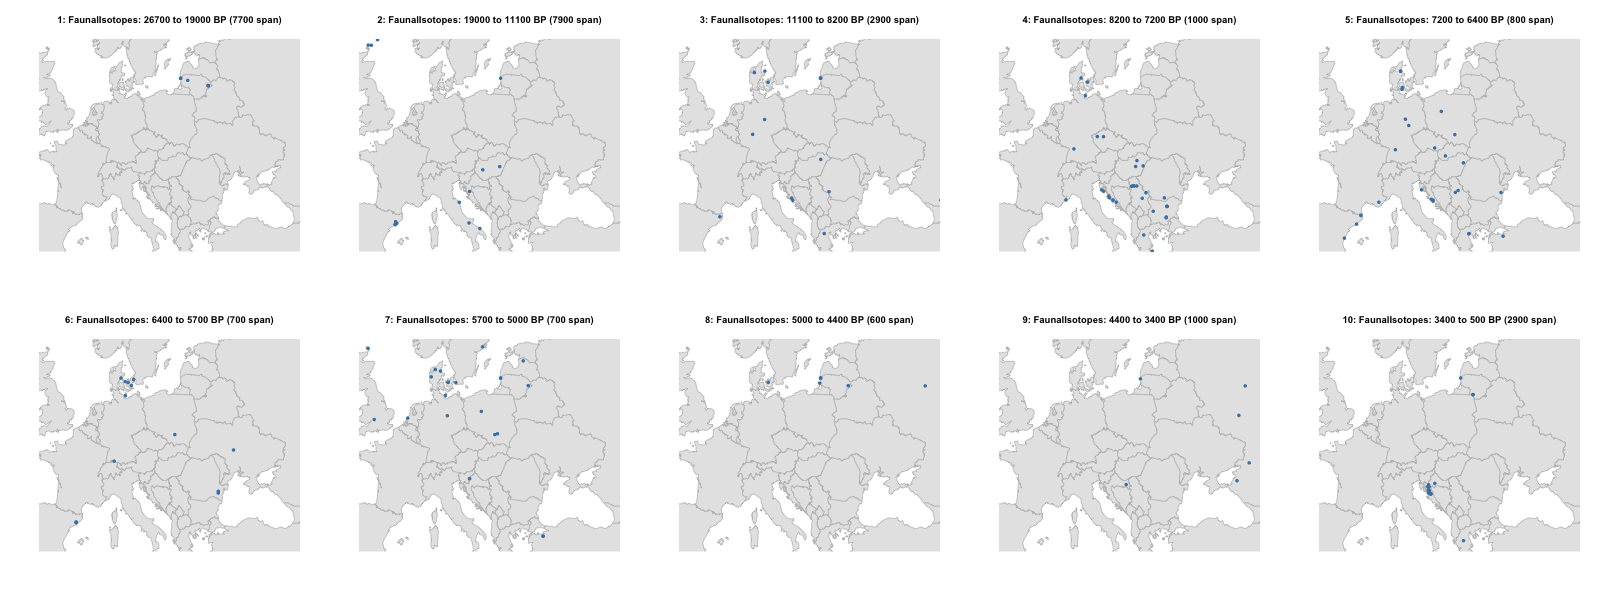 1: FaunalIsotopes: 26700 to 19000 BP (7700 span)
2: FaunalIsotopes: 19000 to 11100 BP (7900 span)
3: FaunalIsotopes: 11100 to 8200 BP (2900 span)
4: FaunalIsotopes: 8200 to 7200 BP (1000 span)
5: FaunalIsotopes: 7200 to 6400 BP (800 span)
6: FaunalIsotopes: 6400 to 5700 BP (700 span)
7: FaunalIsotopes: 5700 to 5000 BP (700 span)
8: FaunalIsotopes: 5000 to 4400 BP (600 span)
9: FaunalIsotopes: 4400 to 3400 BP (1000 span)
10: FaunalIsotopes: 3400 to 500 BP (2900 span)